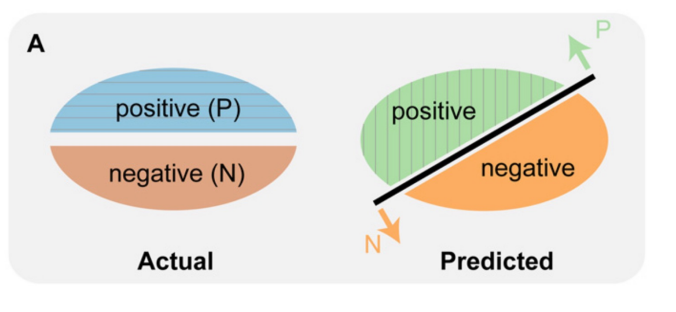 A
positive (P)
negative (N)
Actual
P
positive
negative
N
Predicted